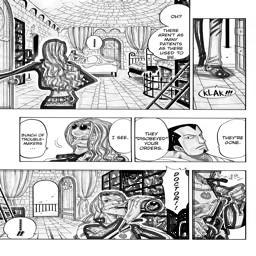 KLAK!!!
OH?
THERE
AREN'T AS
MANY
PATIENTS
AS THERE
USED TO
BE
!
THEY'RE
GONE.
THEY
"DISOBEYED"
YOUR
ORDERS.
I SEE.
BUNCH OF
TROUBLE-
MAKERS...
DOCTOR!!
!!